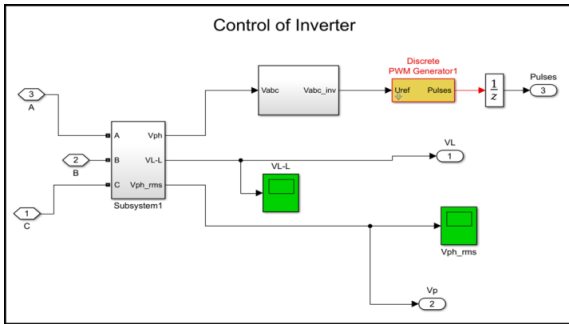 Control of Inverter
Discrete
PWM Generator1
3
A
Vabc
Vabc_inv
Uref
Pulses
1
z
Pulses
3
2
B
1
C
A
B
C
Vph
VL-L
Vph_rms
Subsystem1
VL-L
VL
1
Vph_rms
Vp
2